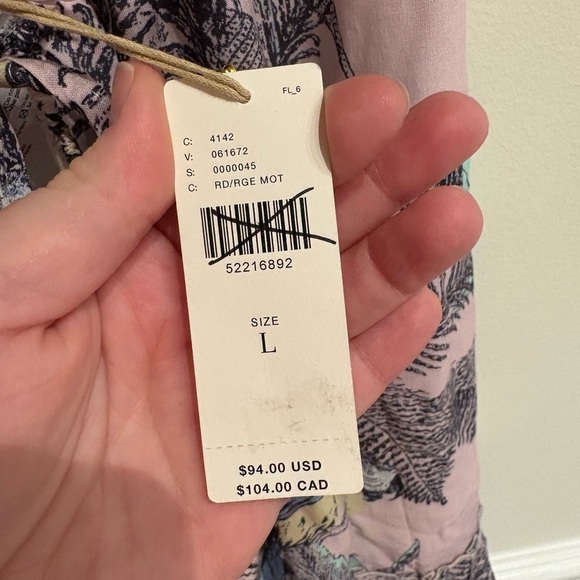 FL_6
C: 4142
V: 061672
S: 0000045
C: RD/RGE MOT
52216892
SIZE
L
$94.00 USD
$104.00 CAD